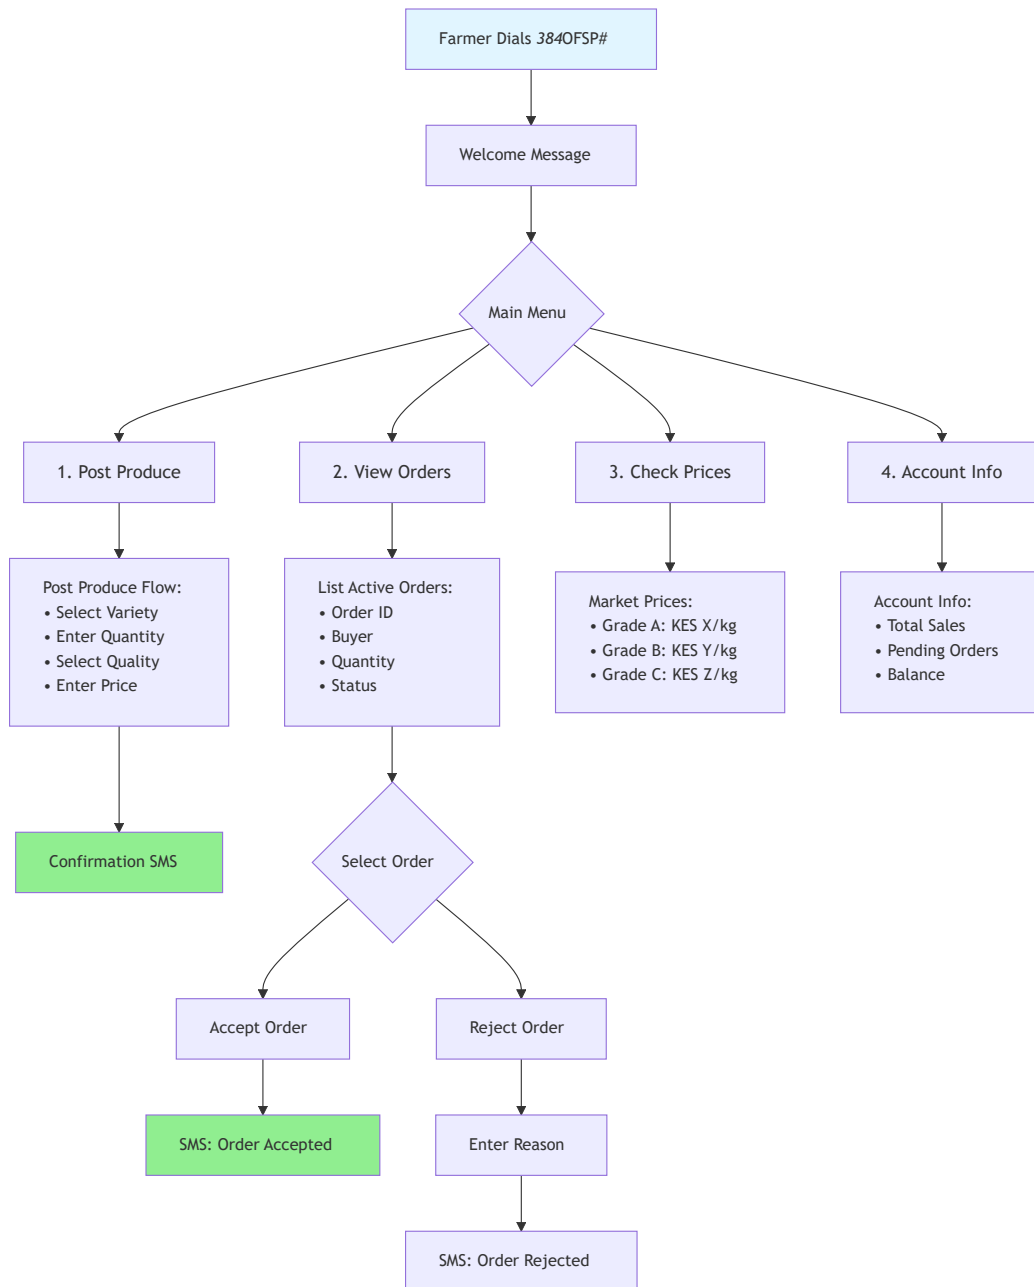 Farmer Dials 384OFSP#
Welcome Message
Main Menu
1. Post Produce
2. View Orders
3. Check Prices
4. Account Info
Post Produce Flow:
• Select Variety
• Enter Quantity
• Select Quality
• Enter Price
List Active Orders:
• Order ID
• Buyer
• Quantity
• Status
Market Prices:
• Grade A: KES X/kg
• Grade B: KES Y/kg
• Grade C: KES Z/kg
Account Info:
• Total Sales
• Pending Orders
• Balance
Confirmation SMS
Select Order
Accept Order
Reject Order
SMS: Order Accepted
Enter Reason
SMS: Order Rejected